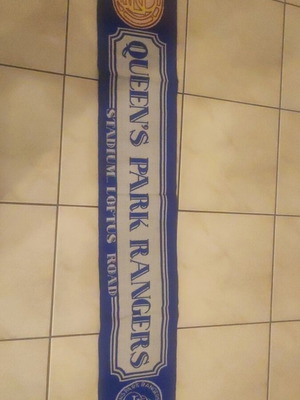 QUEEN'S PARK RANGERS
STADIUM LOFTUS ROAD